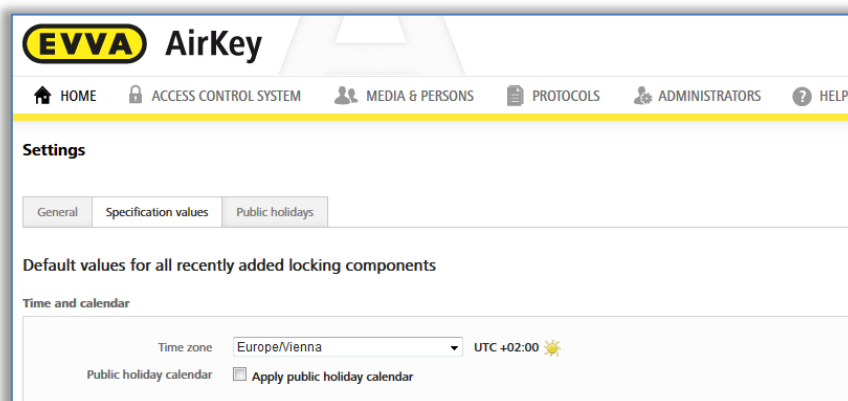 EVVA AirKey
HOME ACCESS CONTROL SYSTEM MEDIA & PERSONS PROTOCOLS ADMINISTRATORS ? HELP
Settings
General Specification values Public holidays
Default values for all recently added locking components
Time and calendar
Time zone Europe/Vienna UTC +02:00
Public holiday calendar Apply public holiday calendar